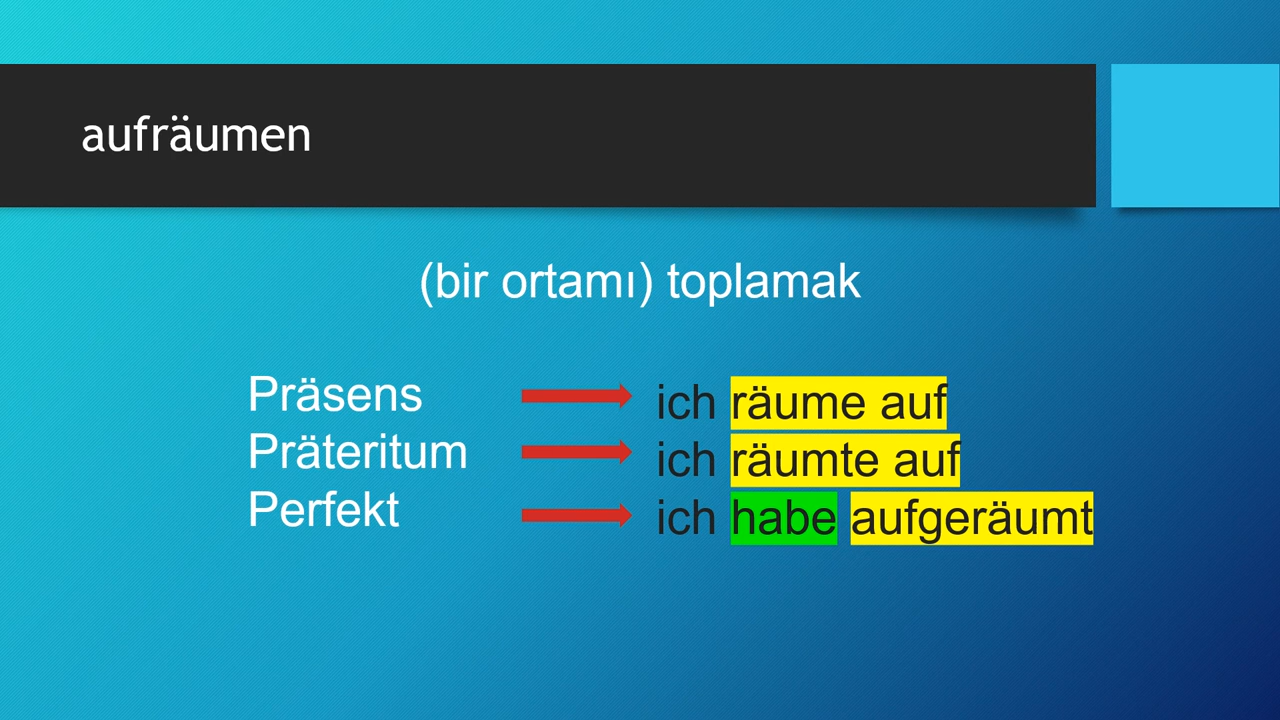 aufräumen
(bir ortamı) toplamak
Präsens ich räume auf
Präteritum ich räumte auf
Perfekt ich habe aufgeräumt